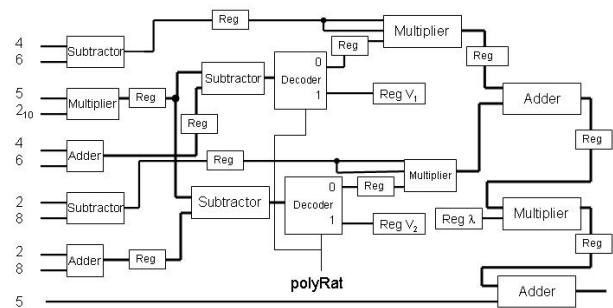 4
6
Subtractor
Reg
Multiplier
Reg
5
2₁₀
Multiplier
Reg
Subtractor
Reg
0
Decoder
1
Reg V₁
Adder
4
6
Adder
Reg
Reg
Reg
Multiplier
2
8
Subtractor
Subtractor
0
Decoder
1
Reg
Reg V₂
Reg λ
Multiplier
Reg
2
8
Adder
Reg
polyRat
5
Adder